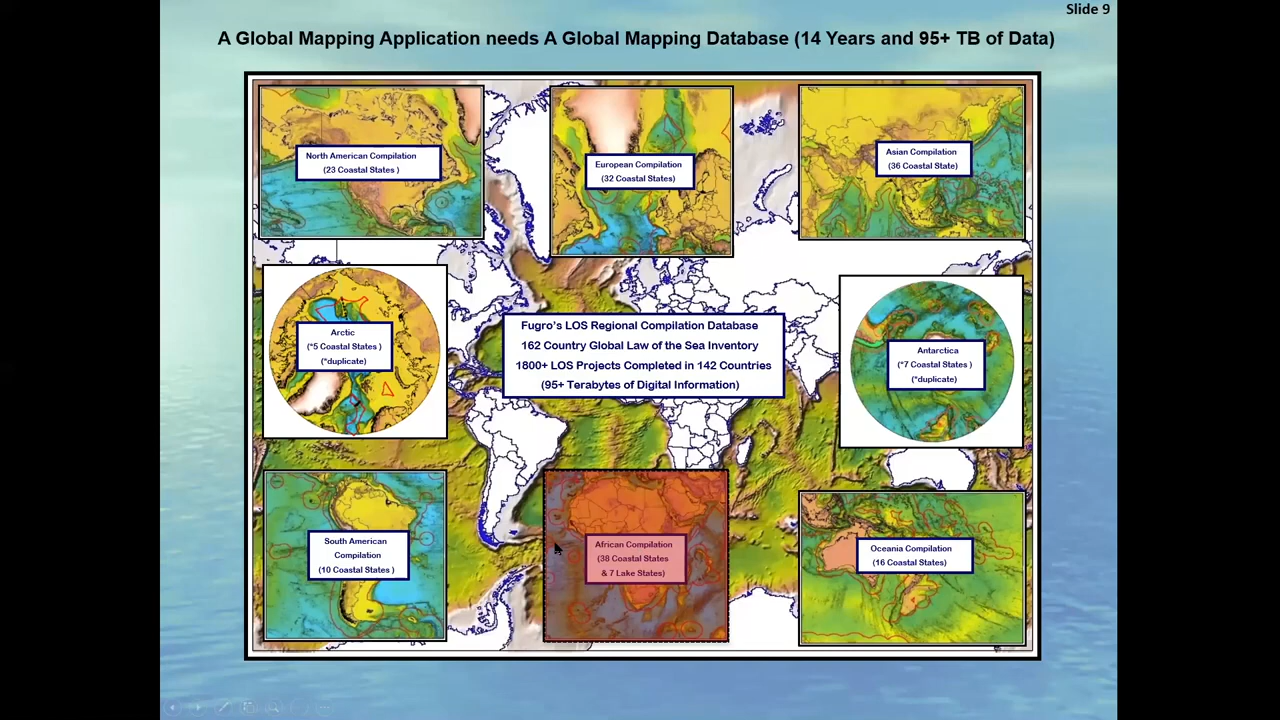 Slide 9
A Global Mapping Application needs A Global Mapping Database (14 Years and 95+ TB of Data)
North American Compilation
(23 Coastal States )
European Compilation
(32 Coastal States)
Asian Compilation
(36 Coastal State)
Arctic
(*5 Coastal States )
(*duplicate)
Fugro's LOS Regional Compilation Database
162 Country Global Law of the Sea Inventory
1800+ LOS Projects Completed in 142 Countries
(95+ Terabytes of Digital Information)
Antarctica
(*7 Coastal States )
(*duplicate)
South American
Compilation
(10 Coastal States )
African Compilation
(38 Coastal States
& 7 Lake States)
Oceania Compilation
(16 Coastal States)